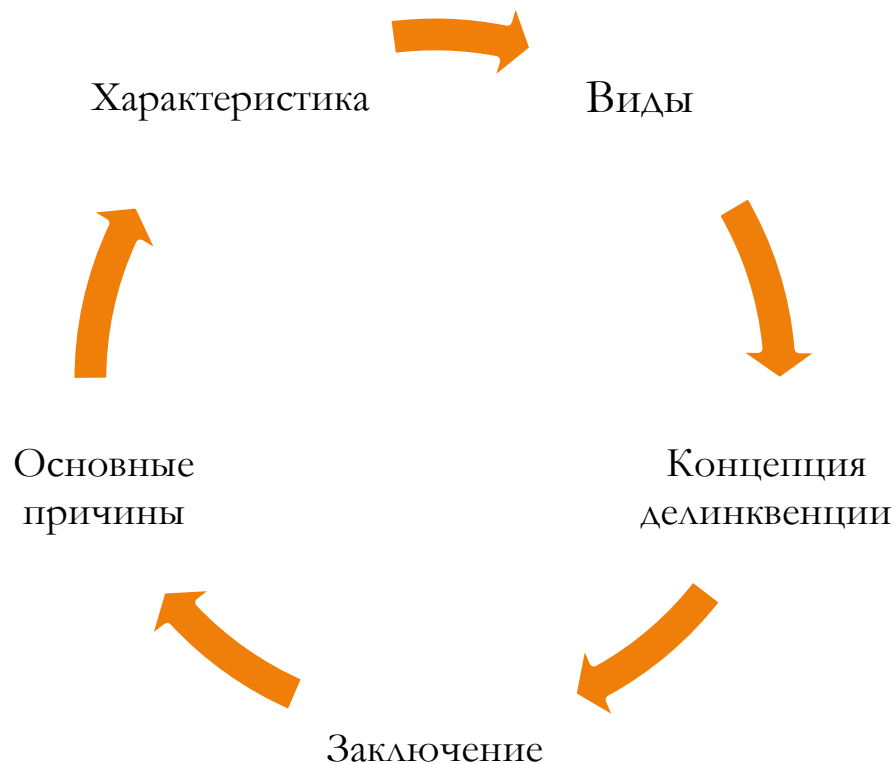 Характеристика
Виды
Основные
причины
Концепция
делинквенции
Заключение